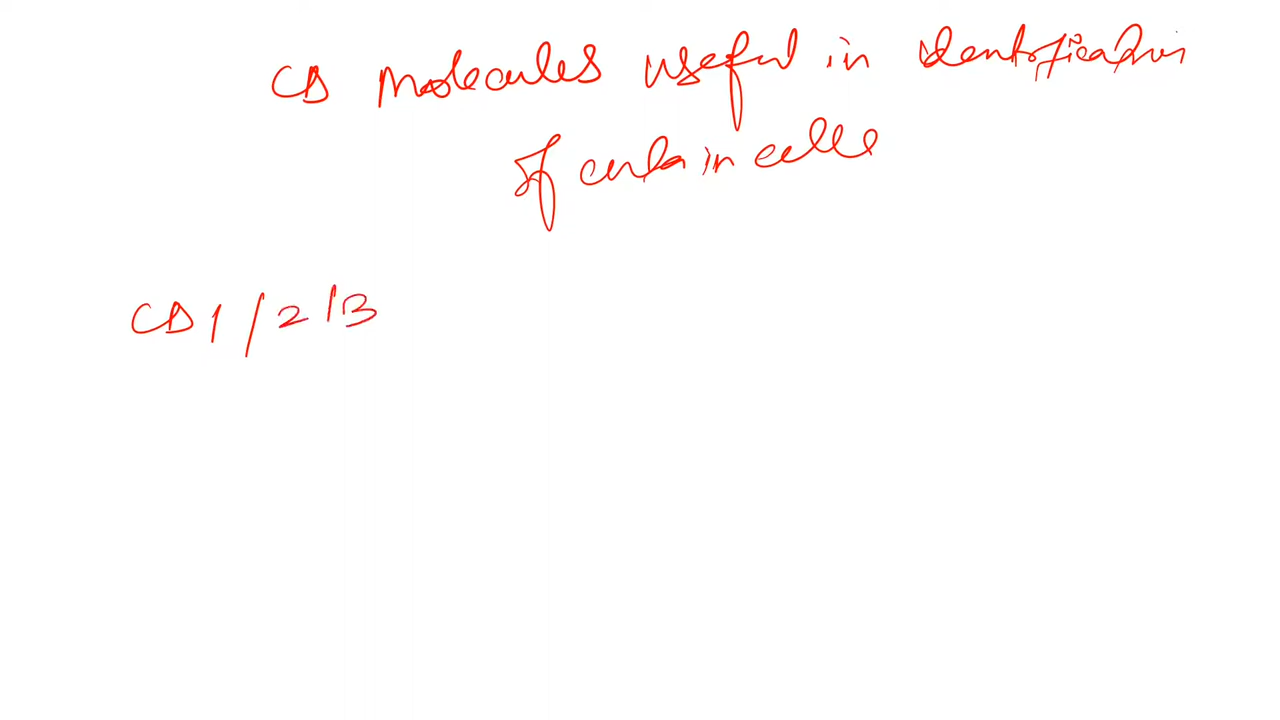 CD Molecules useful in identification
of certain cells
CD1/2/3